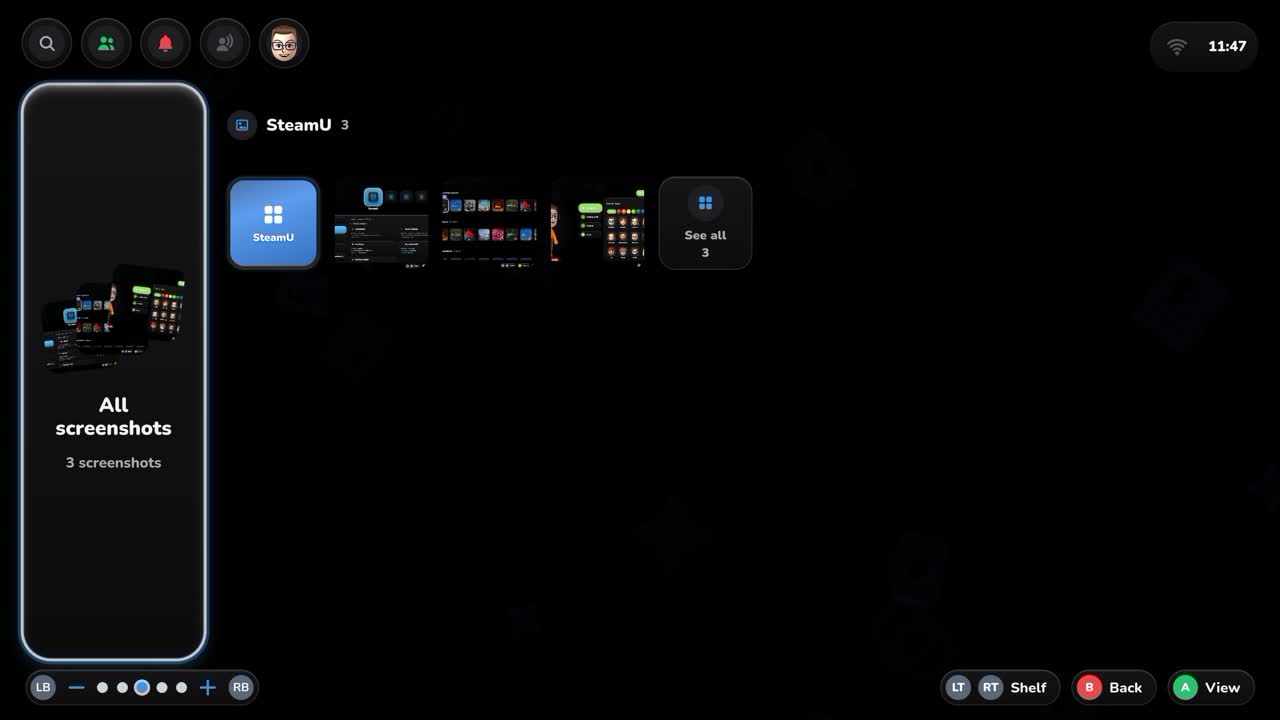 11:47
SteamU 3
SteamU
See all
3
All
screenshots
3 screenshots
LB
RB
LT RT Shelf
B Back
A View